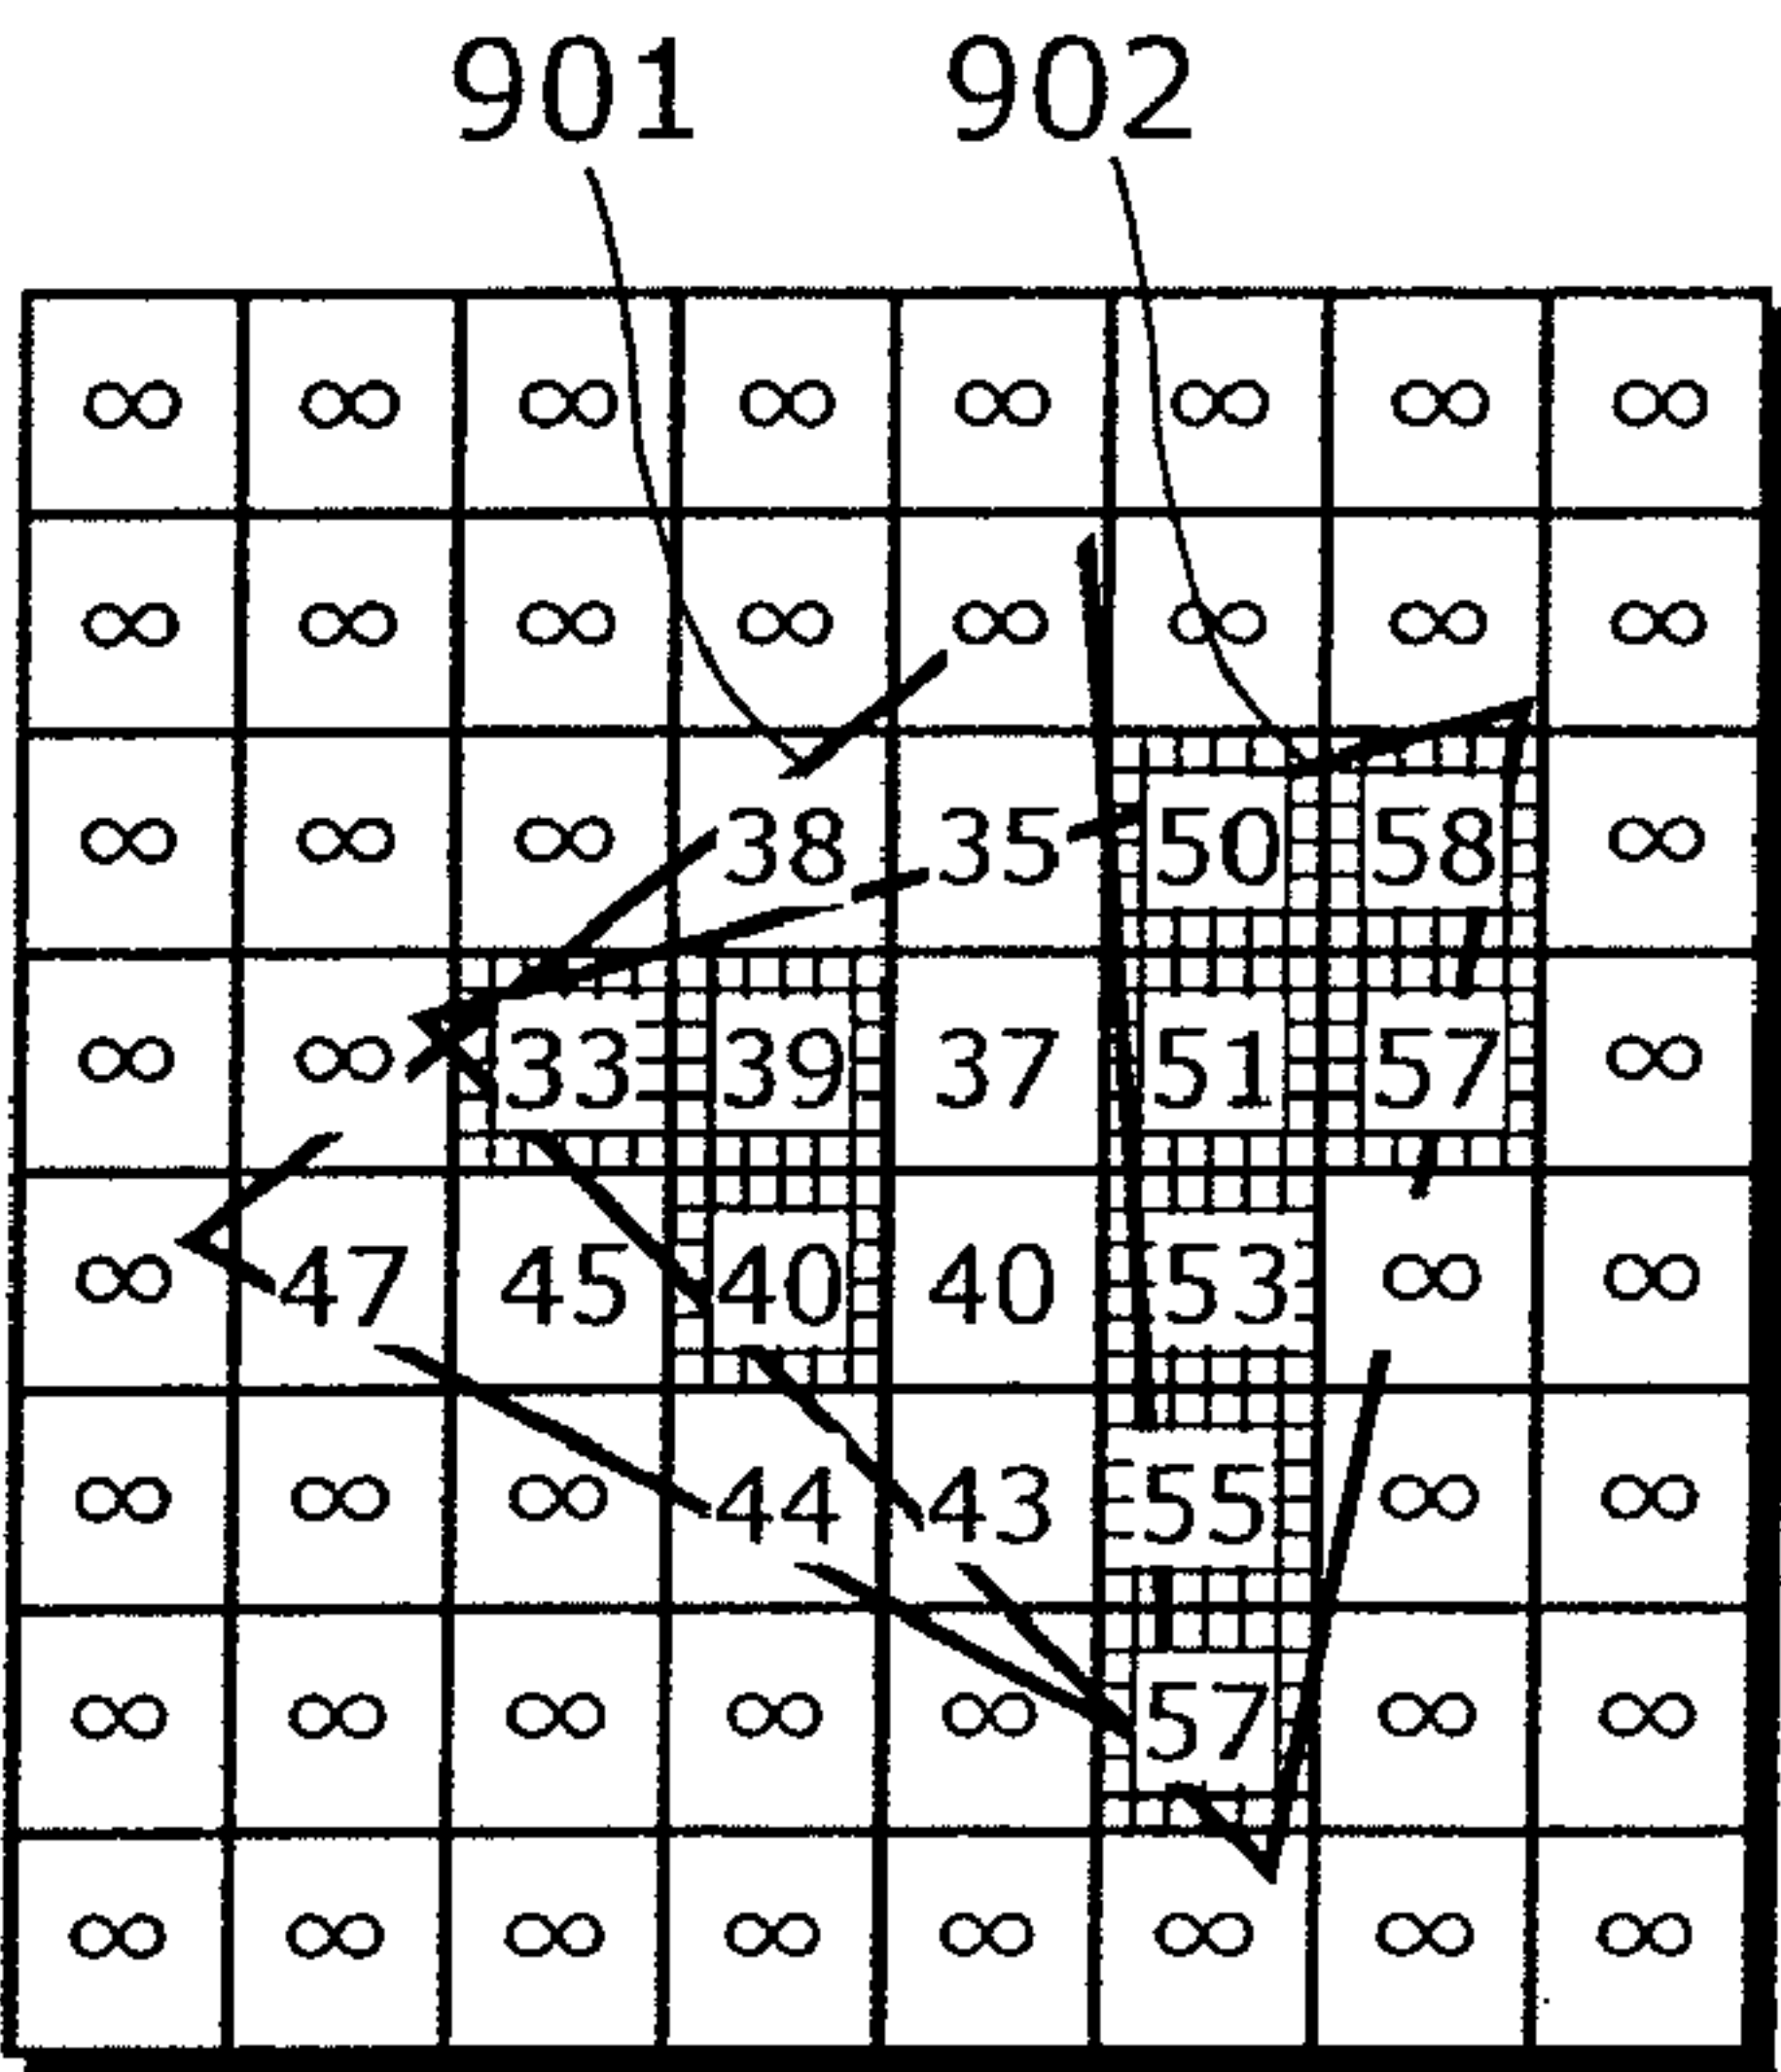 901 902
∞ ∞ ∞ ∞ ∞ ∞ ∞ ∞
∞ ∞ ∞ ∞ ∞ ∞ ∞ ∞
∞ ∞ ∞ 38 35 50 58 ∞
∞ ∞ 33 39 37 51 57 ∞
∞ 47 45 40 40 53 ∞ ∞
∞ ∞ ∞ 44 43 55 ∞ ∞
∞ ∞ ∞ ∞ ∞ 57 ∞ ∞
∞ ∞ ∞ ∞ ∞ ∞ ∞ ∞